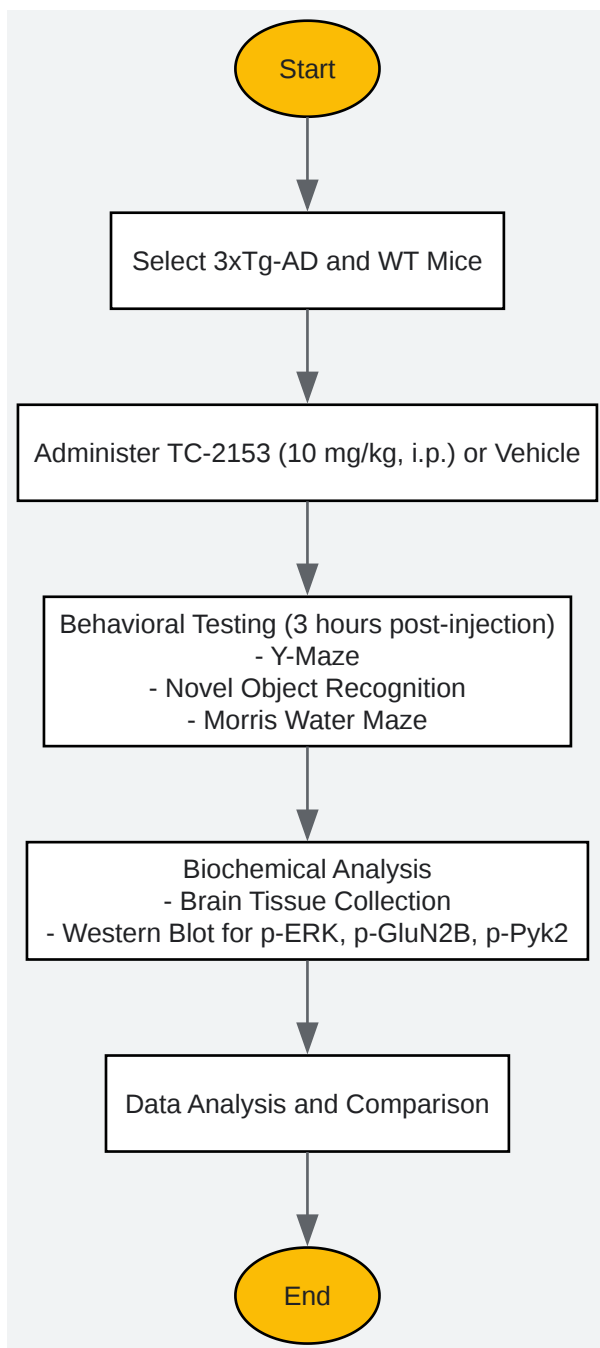 Start
Select 3xTg-AD and WT Mice
Administer TC-2153 (10 mg/kg, i.p.) or Vehicle
Behavioral Testing (3 hours post-injection)
- Y-Maze
- Novel Object Recognition
- Morris Water Maze
Biochemical Analysis
- Brain Tissue Collection
- Western Blot for p-ERK, p-GluN2B, p-Pyk2
Data Analysis and Comparison
End